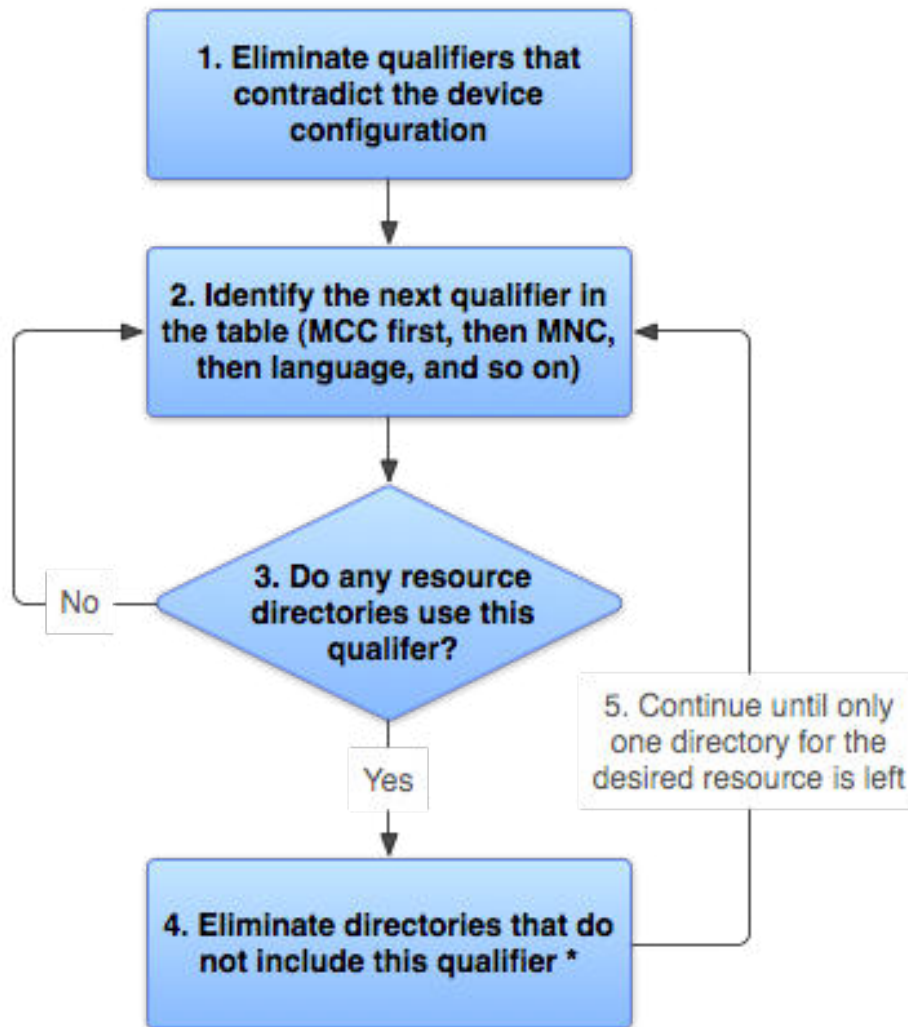 1. Eliminate qualifiers that
contradict the device
configuration
2. Identify the next qualifier in
the table (MCC first, then MNC,
then language, and so on)
3. Do any resource
directories use this
qualifer?
No
Yes
5. Continue until only
one directory for the
desired resource is left
4. Eliminate directories that do
not include this qualifier *